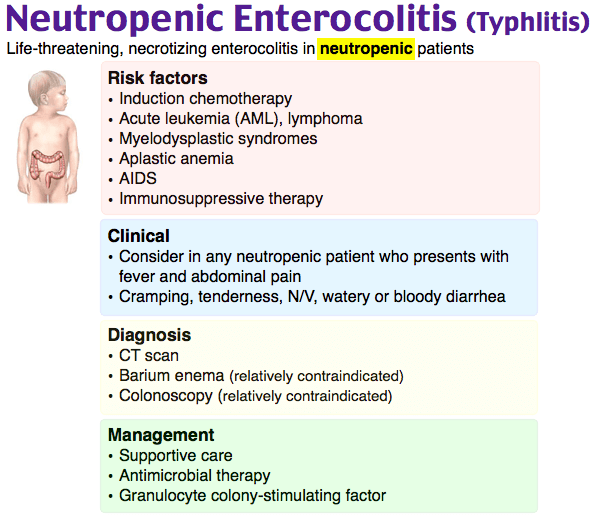 Neutropenic Enterocolitis (Typhlitis)
Life-threatening, necrotizing enterocolitis in neutropenic patients
Risk factors
• Induction chemotherapy
• Acute leukemia (AML), lymphoma
• Myelodysplastic syndromes
• Aplastic anemia
• AIDS
• Immunosuppressive therapy
Clinical
• Consider in any neutropenic patient who presents with
fever and abdominal pain
• Cramping, tenderness, N/V, watery or bloody diarrhea
Diagnosis
• CT scan
• Barium enema (relatively contraindicated)
• Colonoscopy (relatively contraindicated)
Management
• Supportive care
• Antimicrobial therapy
• Granulocyte colony-stimulating factor